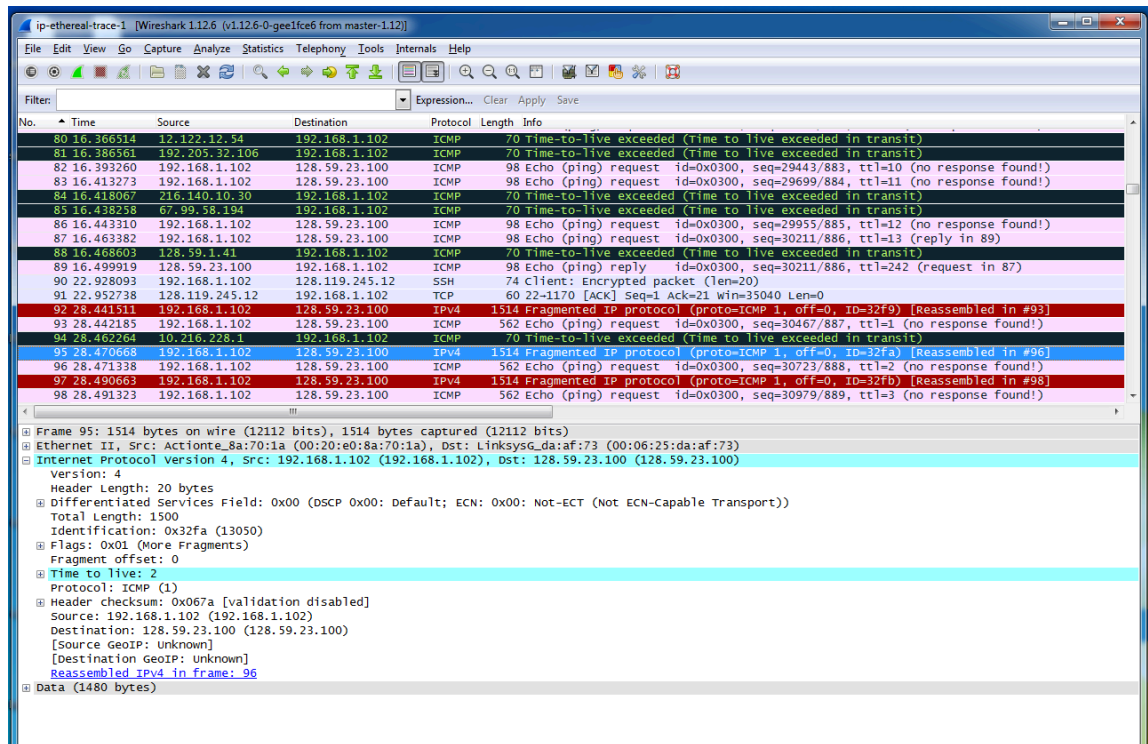 ip-ethereal-trace-1 [Wireshark 1.12.6 (v1.12.6-0-gee1fce6 from master-1.12)]
File Edit View Go Capture Analyze Statistics Telephony Tools Internals Help
Filter: Expression... Clear Apply Save
No. Time Source Destination Protocol Length Info
80 16.366514 12.122.12.54 192.168.1.102 ICMP 70 Time-to-live exceeded (Time to live exceeded in transit)
81 16.386561 192.205.32.106 192.168.1.102 ICMP 70 Time-to-live exceeded (Time to live exceeded in transit)
82 16.393260 192.168.1.102 128.59.23.100 ICMP 98 Echo (ping) request id=0x0300, seq=29443/883, ttl=10 (no response found!)
83 16.413273 192.168.1.102 128.59.23.100 ICMP 98 Echo (ping) request id=0x0300, seq=29699/884, ttl=11 (no response found!)
84 16.418067 216.140.10.30 192.168.1.102 ICMP 70 Time-to-live exceeded (Time to live exceeded in transit)
85 16.438258 67.99.58.194 192.168.1.102 ICMP 70 Time-to-live exceeded (Time to live exceeded in transit)
86 16.443310 192.168.1.102 128.59.23.100 ICMP 98 Echo (ping) request id=0x0300, seq=29955/885, ttl=12 (no response found!)
87 16.463382 192.168.1.102 128.59.23.100 ICMP 98 Echo (ping) request id=0x0300, seq=30211/886, ttl=13 (reply in 89)
88 16.468603 128.59.1.41 192.168.1.102 ICMP 70 Time-to-live exceeded (Time to live exceeded in transit)
89 16.499919 128.59.23.100 192.168.1.102 ICMP 98 Echo (ping) reply id=0x0300, seq=30211/886, ttl=242 (request in 87)
90 22.928093 192.168.1.102 128.119.245.12 SSH 74 Client: Encrypted packet (len=20)
91 22.952738 128.119.245.12 192.168.1.102 TCP 60 22→1170 [ACK] Seq=1 Ack=21 Win=35040 Len=0
92 28.441511 192.168.1.102 128.59.23.100 IPv4 1514 Fragmented IP protocol (proto=ICMP 1, off=0, ID=32f9) [Reassembled in #93]
93 28.442185 192.168.1.102 128.59.23.100 ICMP 562 Echo (ping) request id=0x0300, seq=30467/887, ttl=1 (no response found!)
94 28.462264 10.216.228.1 192.168.1.102 ICMP 70 Time-to-live exceeded (Time to live exceeded in transit)
95 28.470668 192.168.1.102 128.59.23.100 IPv4 1514 Fragmented IP protocol (proto=ICMP 1, off=0, ID=32fa) [Reassembled in #96]
96 28.471338 192.168.1.102 128.59.23.100 ICMP 562 Echo (ping) request id=0x0300, seq=30723/888, ttl=2 (no response found!)
97 28.490663 192.168.1.102 128.59.23.100 IPv4 1514 Fragmented IP protocol (proto=ICMP 1, off=0, ID=32fb) [Reassembled in #98]
98 28.491323 192.168.1.102 128.59.23.100 ICMP 562 Echo (ping) request id=0x0300, seq=30979/889, ttl=3 (no response found!)
Frame 95: 1514 bytes on wire (12112 bits), 1514 bytes captured (12112 bits)
Ethernet II, Src: Actionte_8a:70:1a (00:20:e0:8a:70:1a), Dst: LinksysG_da:af:73 (00:06:25:da:af:73)
Internet Protocol Version 4, Src: 192.168.1.102 (192.168.1.102), Dst: 128.59.23.100 (128.59.23.100)
Version: 4
Header Length: 20 bytes
Differentiated Services Field: 0x00 (DSCP 0x00: Default; ECN: 0x00: Not-ECT (Not ECN-Capable Transport))
Total Length: 1500
Identification: 0x32fa (13050)
Flags: 0x01 (More Fragments)
Fragment offset: 0
Time to live: 2
Protocol: ICMP (1)
Header checksum: 0x067a [validation disabled]
Source: 192.168.1.102 (192.168.1.102)
Destination: 128.59.23.100 (128.59.23.100)
[Source GeoIP: Unknown]
[Destination GeoIP: Unknown]
Reassembled IPv4 in frame: 96
Data (1480 bytes)